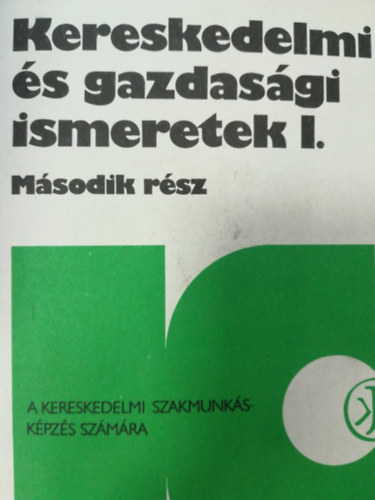 Kereskedelmi
és gazdasági
ismeretek I.
Második rész
A KERESKEDELMI SZAKMUNKÁS-
KÉPZÉS SZÁMÁRA